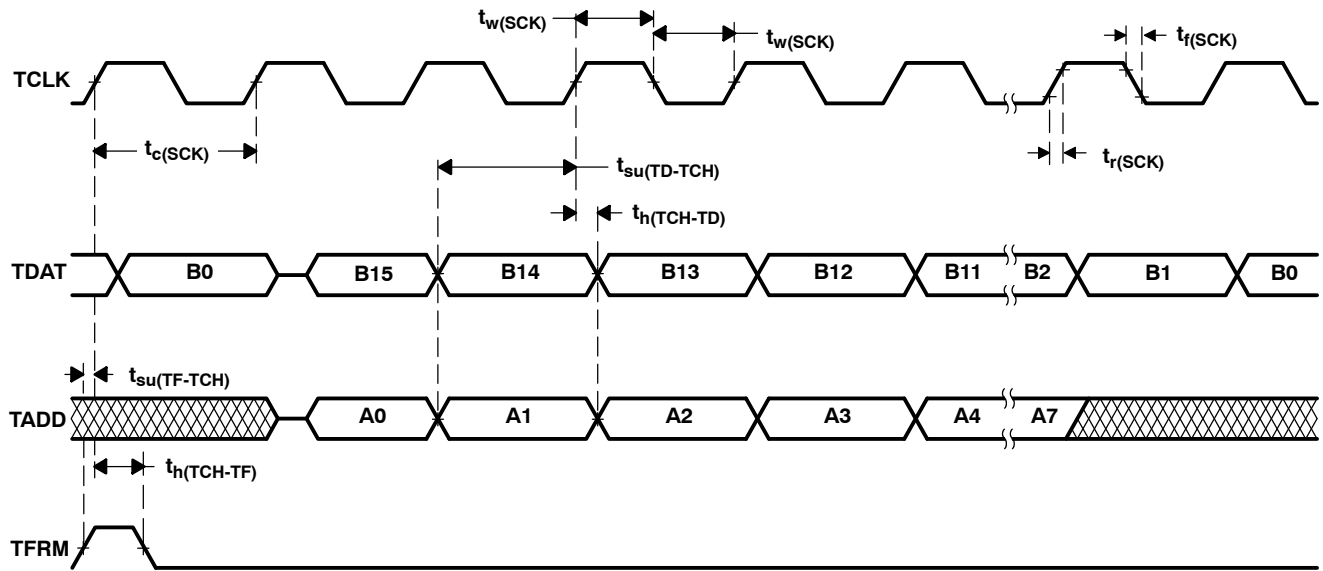 tw(SCK)
tw(SCK)
tf(SCK)
TCLK
tc(SCK)
tsu(TD-TCH)
tr(SCK)
th(TCH-TD)
TDAT B0 B15 B14 B13 B12 B11 B2 B1 B0
tsu(TF-TCH)
TADD A0 A1 A2 A3 A4 A7
th(TCH-TF)
TFRM